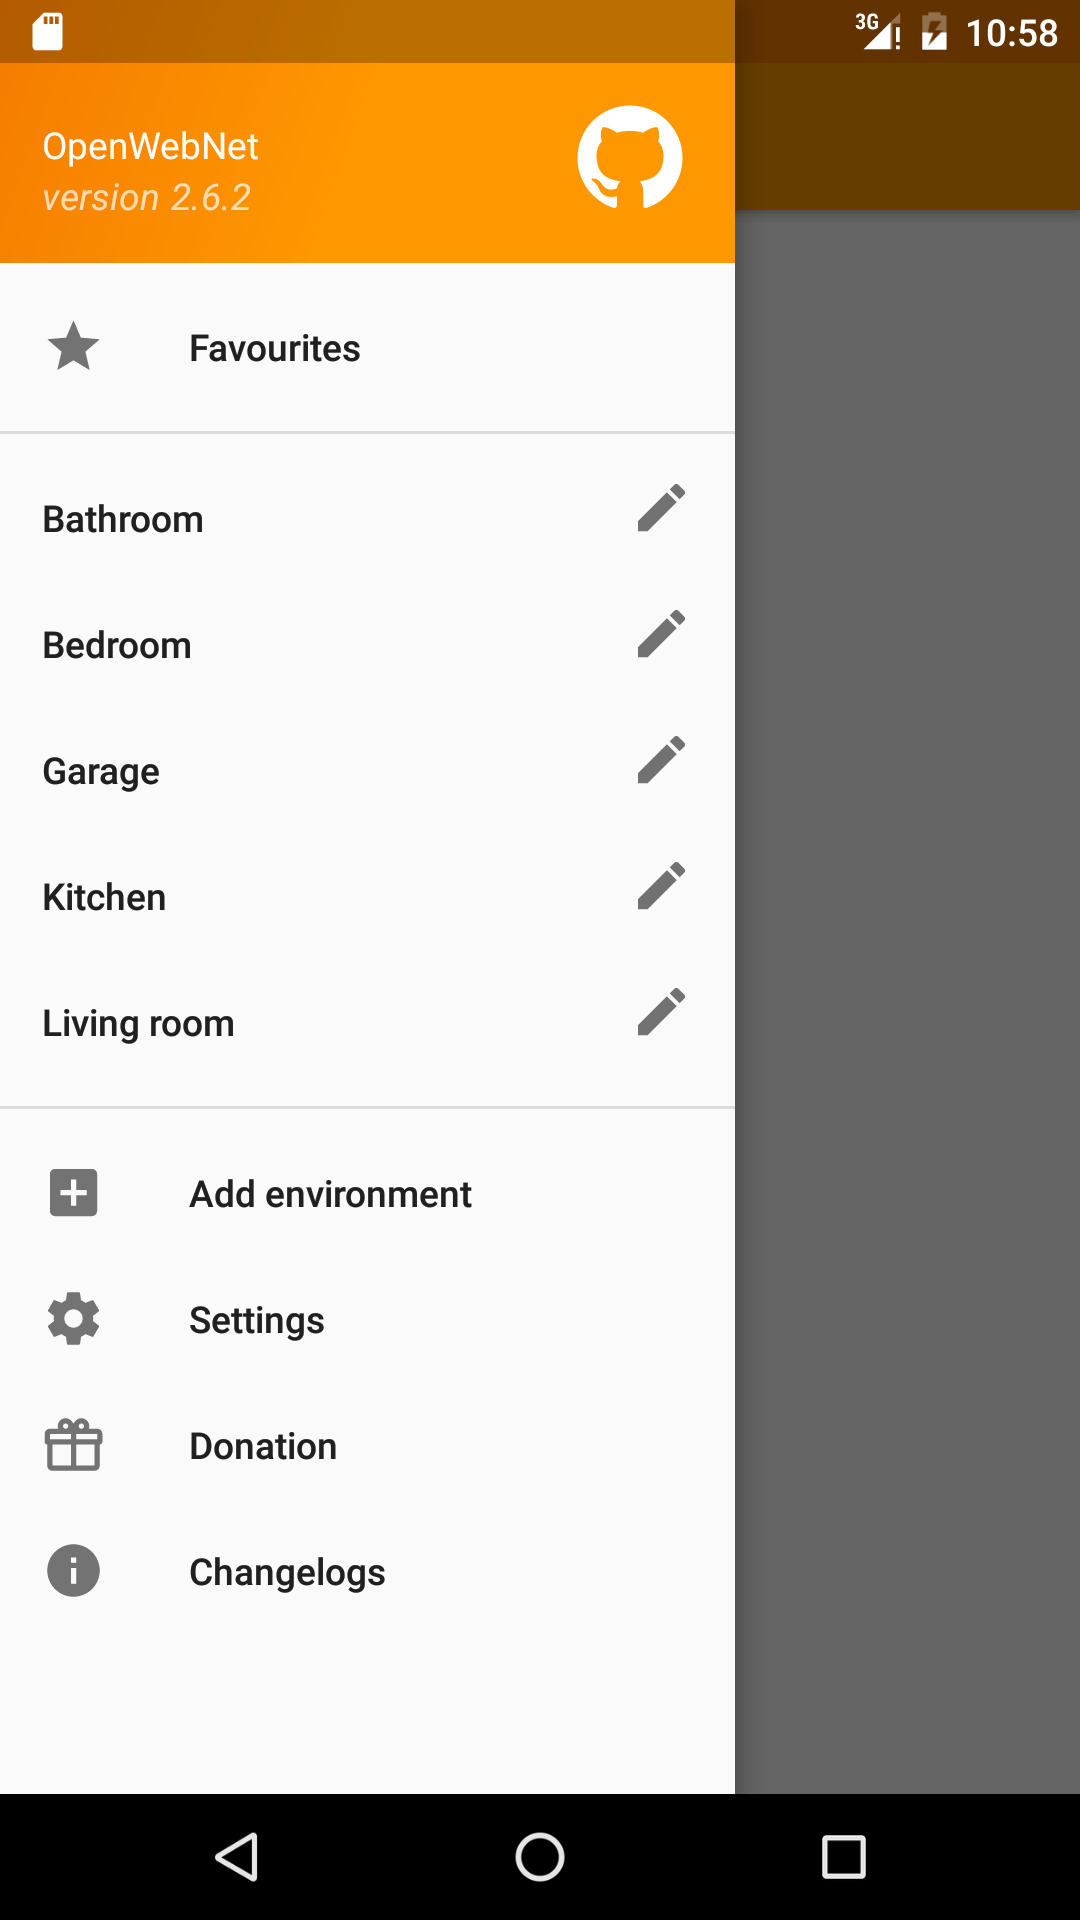 3G 10:58
OpenWebNet
version 2.6.2
Favourites
Bathroom
Bedroom
Garage
Kitchen
Living room
Add environment
Settings
Donation
Changelogs